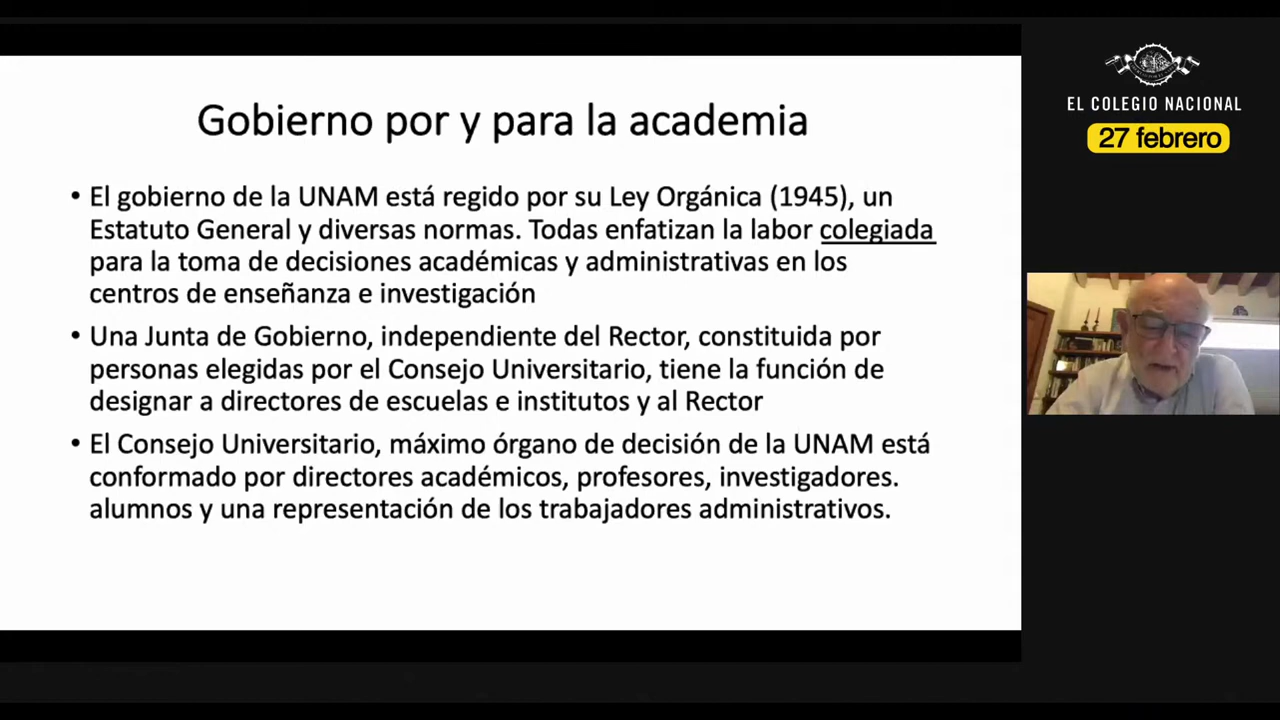 Gobierno por y para la academia
• El gobierno de la UNAM está regido por su Ley Orgánica (1945), un
Estatuto General y diversas normas. Todas enfatizan la labor colegiada
para la toma de decisiones académicas y administrativas en los
centros de enseñanza e investigación
• Una Junta de Gobierno, independiente del Rector, constituida por
personas elegidas por el Consejo Universitario, tiene la función de
designar a directores de escuelas e institutos y al Rector
• El Consejo Universitario, máximo órgano de decisión de la UNAM está
conformado por directores académicos, profesores, investigadores.
alumnos y una representación de los trabajadores administrativos.
EL COLEGIO NACIONAL
27 febrero